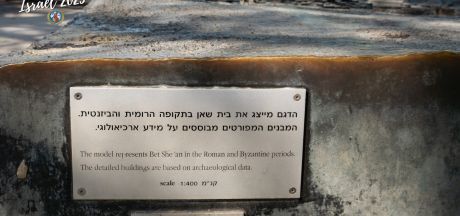 Israel 2023
הדגם מייצג את בית שאן בתקופה הרומית והביזנטית.
המבנים המפורטים מבוססים על מידע ארכיאולוגי.
The model represents Bet She'an in the Roman and Byzantine periods.
The detailed buildings are based on archaeological data.
scale 1:400 קנ"מ